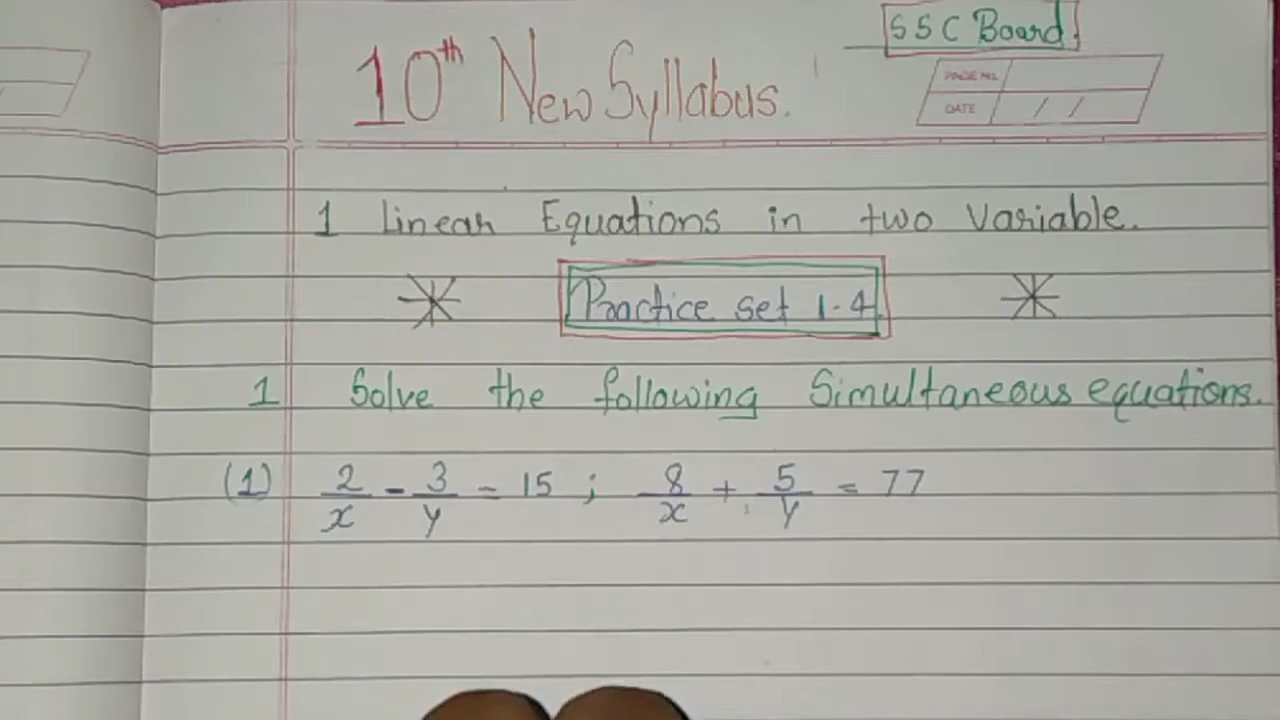 SSC Board.
10th New Syllabus.
PAGE No.
DATE / /
1 Linear Equations in two Variable.
Practice set 1.4
1 Solve the following Simultaneous equations.
(1) 2/x - 3/y = 15 ; 8/x + 5/y = 77